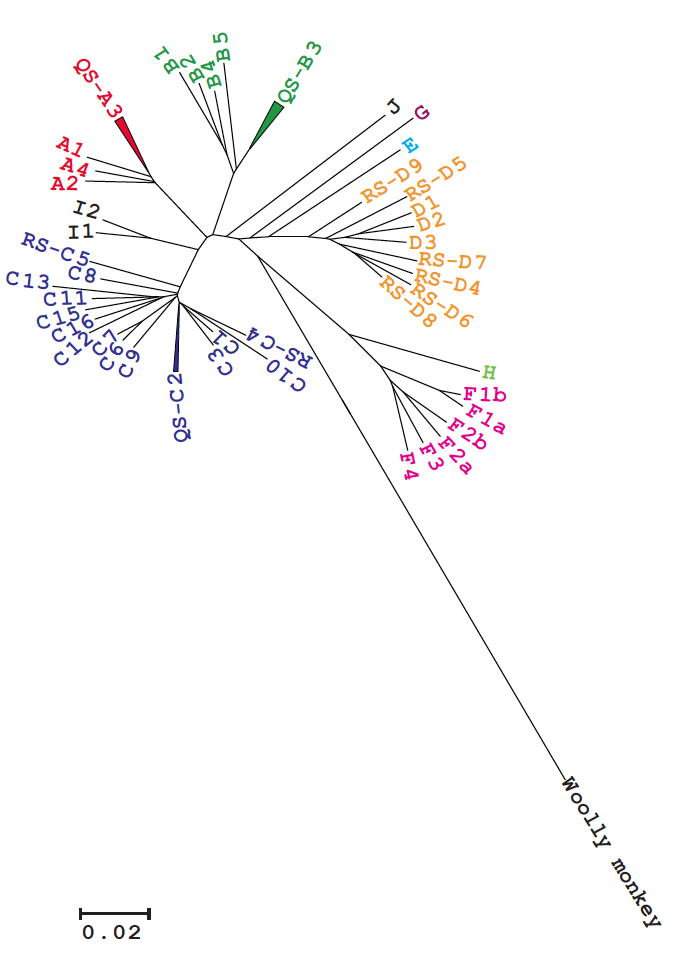 B1
B2
B4
B5
QS-B3
QS-A3
A1
A4
A2
I2
I1
J
G
E
RS-D9
RS-D5
D1
D2
D3
RS-D7
RS-D4
RS-D6
RS-D8
RS-C5
C8
C13
C11
C15
C16
C12
C7
C6
C9
QS-C2
C3
C1
C10
RS-C4
H
F1b
F1a
F2b
F2a
F3
F4
Woolly monkey
0.02